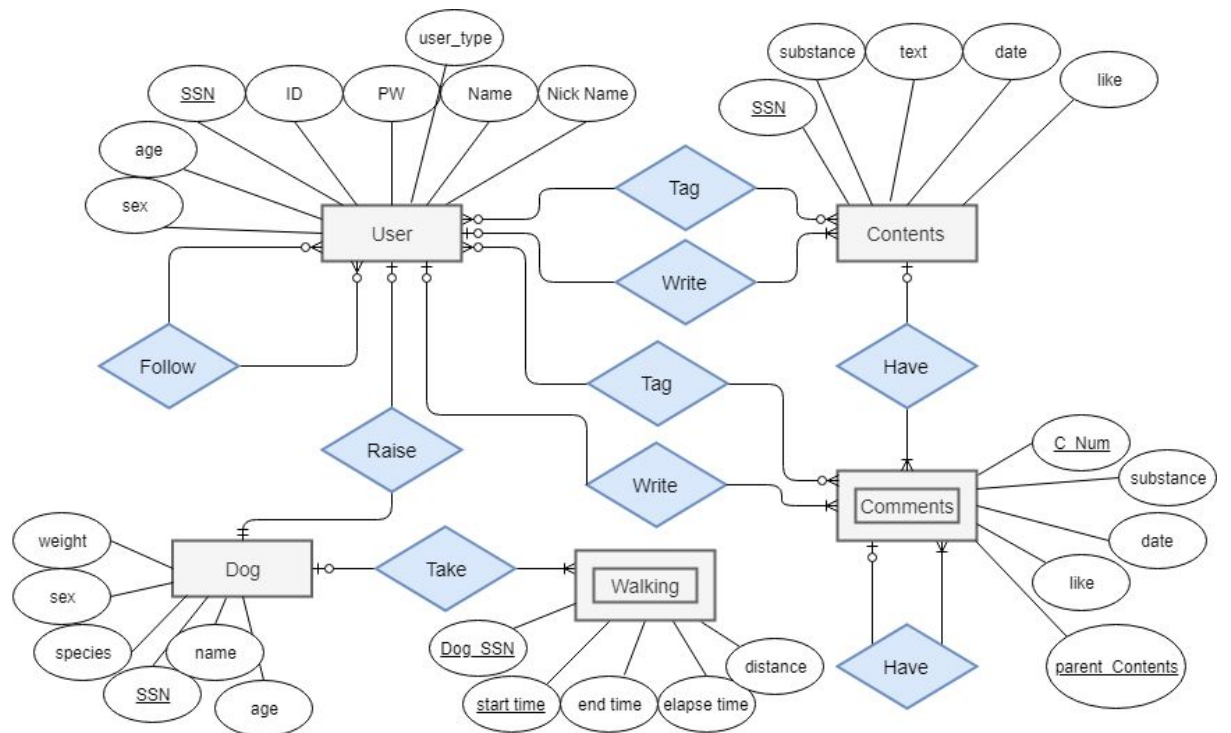 user_type
substance
text
date
SSN
ID
PW
Name
Nick Name
like
SSN
age
sex
Tag
User
Contents
Write
Follow
Tag
Have
Raise
C_Num
Write
substance
Comments
weight
date
Dog
Take
Walking
sex
like
species
name
Dog_SSN
distance
Have
parent_Contents
SSN
start time
end time
elapse time
age